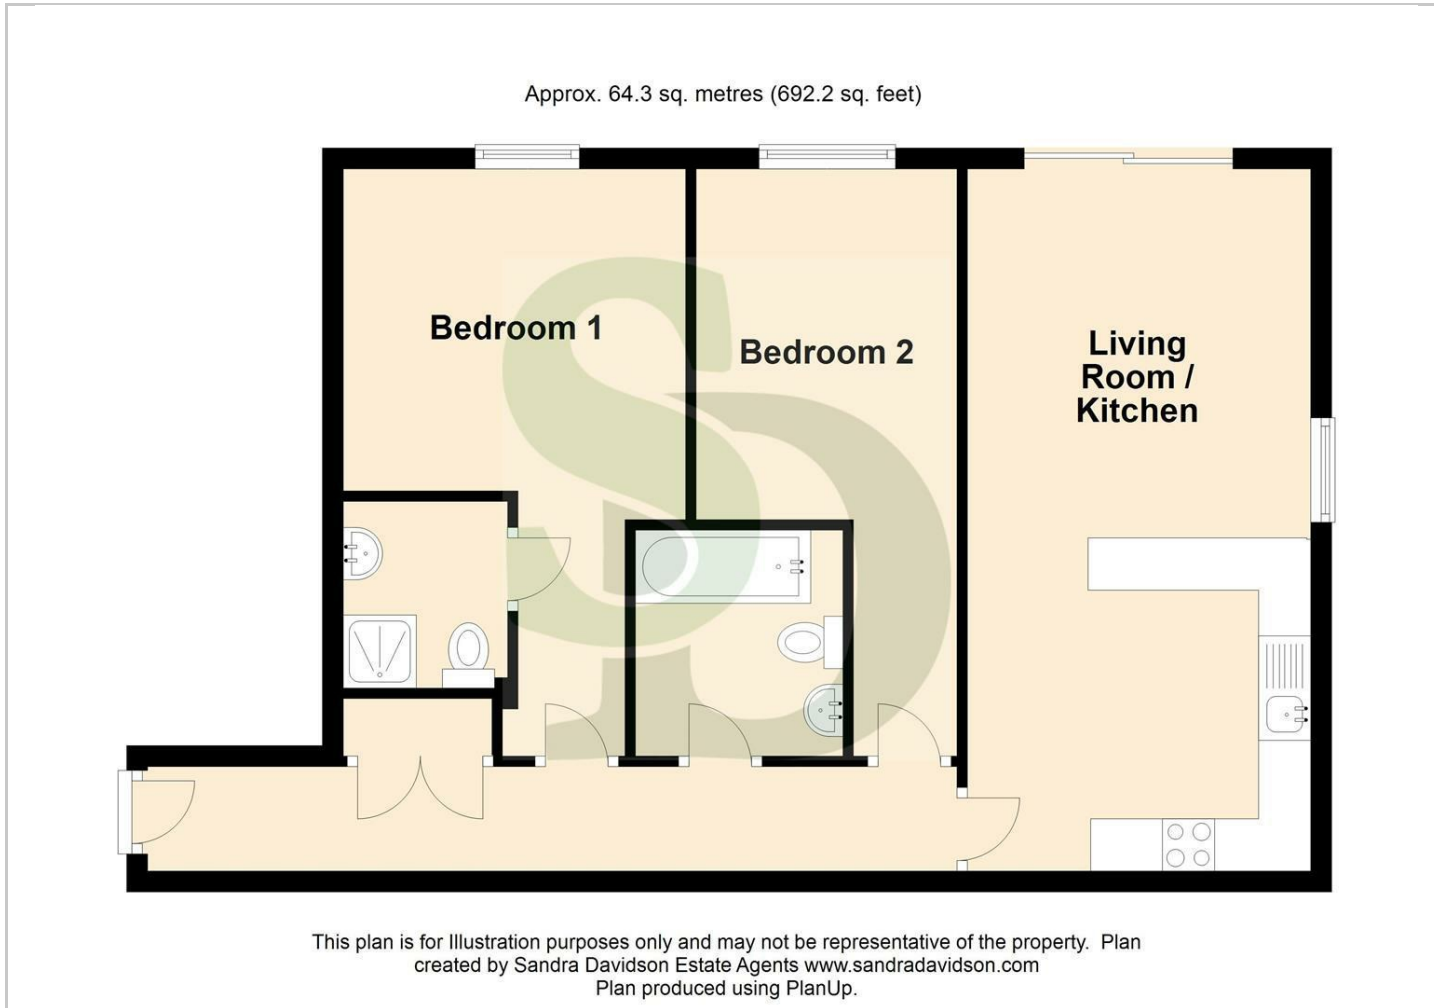 Approx. 64.3 sq. metres (692.2 sq. feet)
Bedroom 1
Bedroom 2
Living
Room /
Kitchen
SD
This plan is for Illustration purposes only and may not be representative of the property.  Plan
created by Sandra Davidson Estate Agents www.sandradavidson.com
Plan produced using PlanUp.